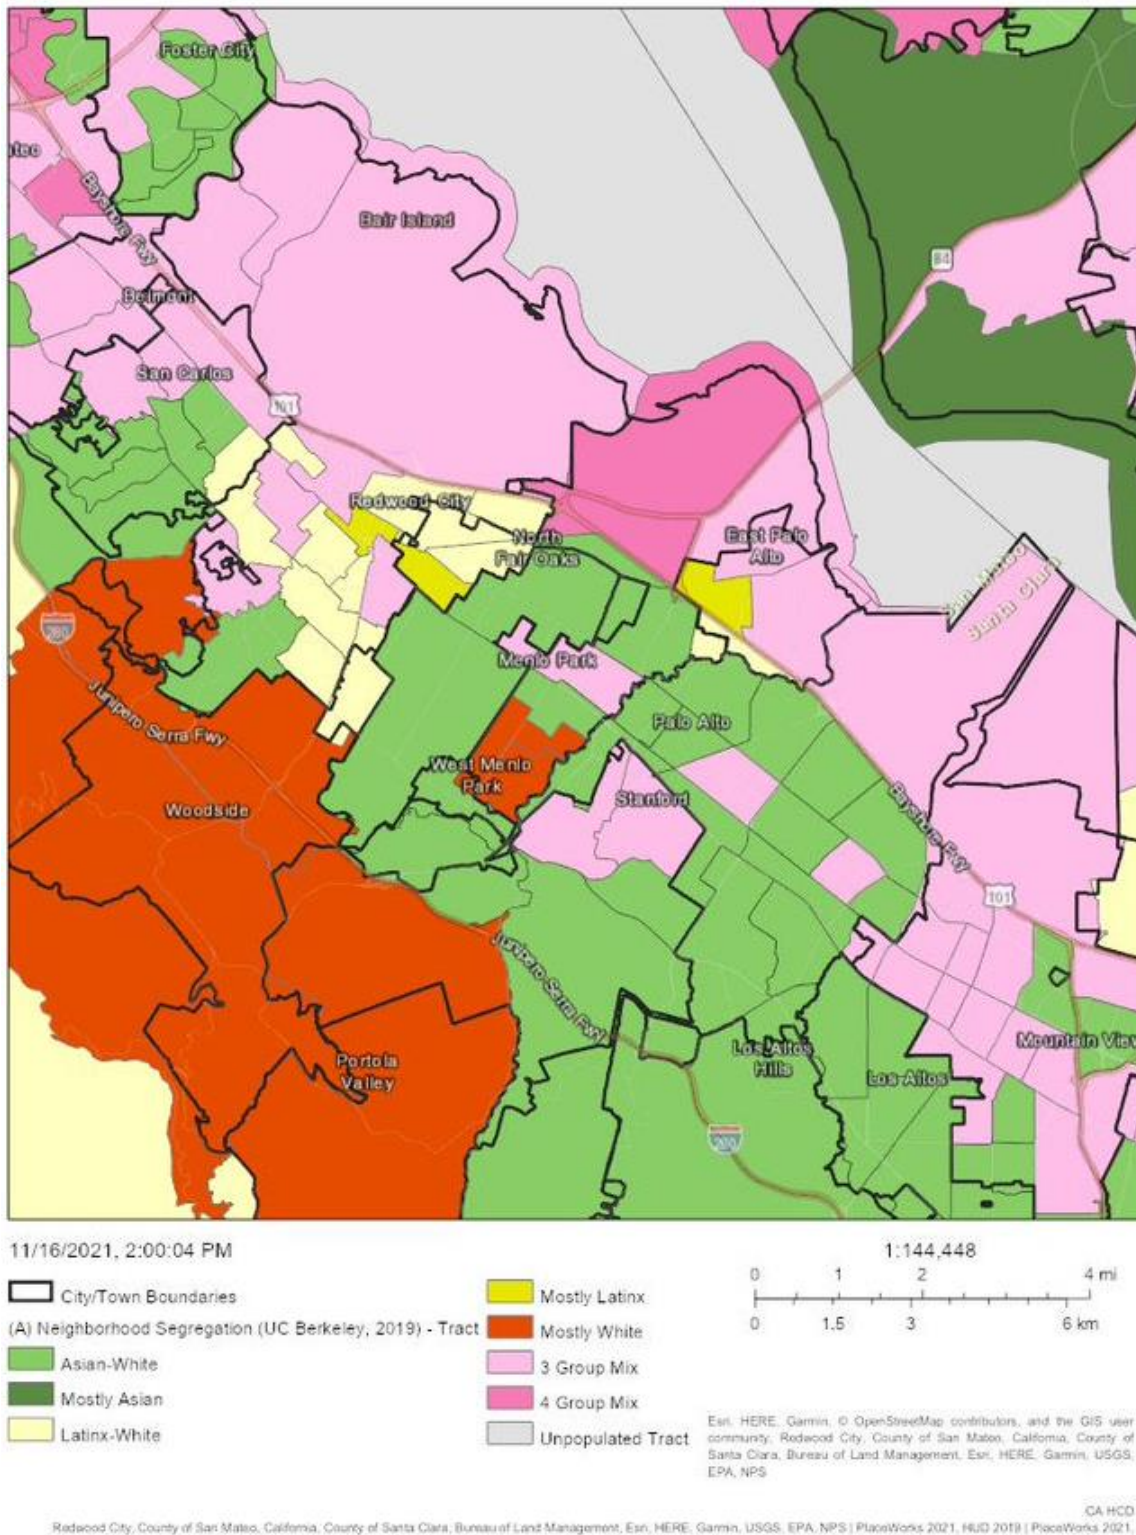 Foster City
ateo
Bayshore Fwy
Bair Island
84
Belmont
San Carlos
101
Redwood City
North
Fair Oaks
East Palo
Alto
San Mateo
Santa Clara
280
Menlo Park
Junipero Serra Fwy
Palo Alto
West Menlo
Park
Stanford
Woodside
Bayshore Fwy
101
Junipero Serra Fwy
Portola
Valley
Los Altos
Hills
Los Altos
Mountain View
280
11/16/2021, 2:00:04 PM
City/Town Boundaries
(A) Neighborhood Segregation (UC Berkeley, 2019) - Tract
Asian-White
Mostly Asian
Latinx-White
Mostly Latinx
Mostly White
3 Group Mix
4 Group Mix
Unpopulated Tract
1:144,448
0 1 2 4 mi
0 1.5 3 6 km
Esri, HERE, Garmin, © OpenStreetMap contributors, and the GIS user
community, Redwood City, County of San Mateo, California, County of
Santa Clara, Bureau of Land Management, Esri, HERE, Garmin, USGS,
EPA, NPS
CA HCD
Redwood City, County of San Mateo, California, County of Santa Clara, Bureau of Land Management, Esri, HERE, Garmin, USGS, EPA, NPS | PlaceWorks 2021, HUD 2019 | PlaceWorks 2021